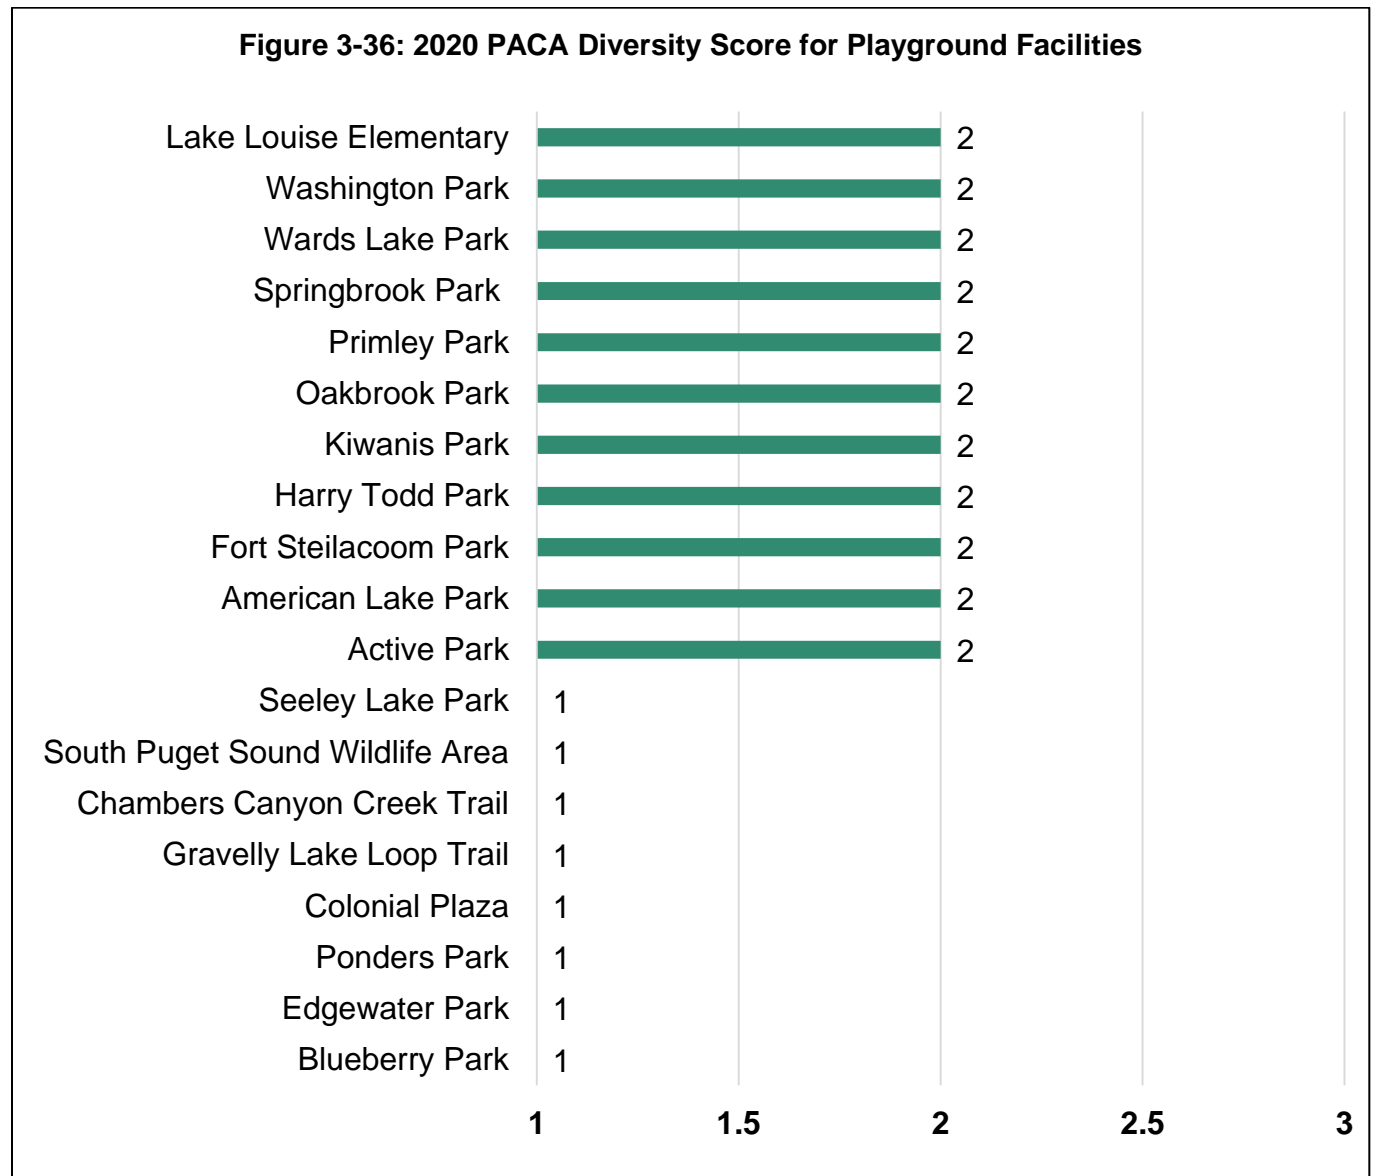 Figure 3-36: 2020 PACA Diversity Score for Playground Facilities
Lake Louise Elementary 2
Washington Park 2
Wards Lake Park 2
Springbrook Park 2
Primley Park 2
Oakbrook Park 2
Kiwanis Park 2
Harry Todd Park 2
Fort Steilacoom Park 2
American Lake Park 2
Active Park 2
Seeley Lake Park 1
South Puget Sound Wildlife Area 1
Chambers Canyon Creek Trail 1
Gravelly Lake Loop Trail 1
Colonial Plaza 1
Ponders Park 1
Edgewater Park 1
Blueberry Park 1
1 1.5 2 2.5 3